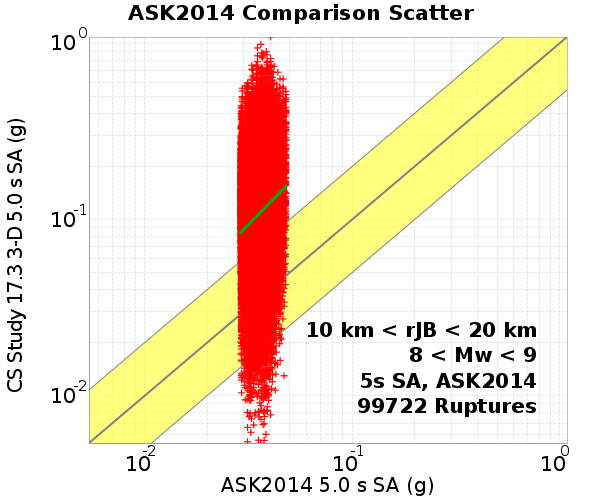 ASK2014 Comparison Scatter
CS Study 17.3 3-D 5.0 s SA (g)
10⁰
10⁻¹
10⁻²
10 km < rJB < 20 km
8 < Mw < 9
5s SA, ASK2014
99722 Ruptures
10⁻² 10⁻¹ 10⁰
ASK2014 5.0 s SA (g)